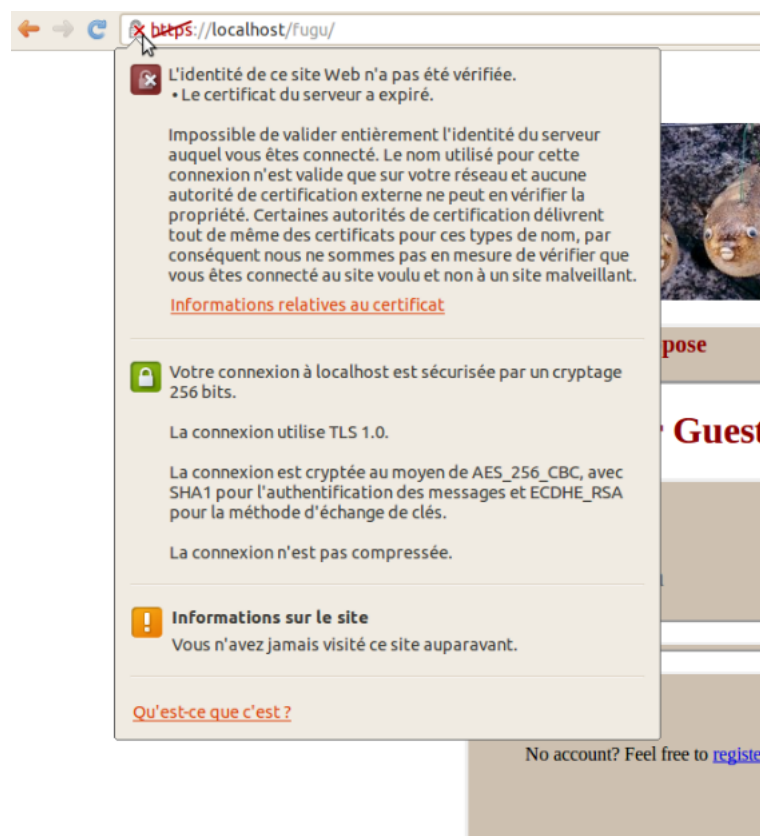 https://localhost/fugu/
L'identité de ce site Web n'a pas été vérifiée.
• Le certificat du serveur a expiré.
Impossible de valider entièrement l'identité du serveur
auquel vous êtes connecté. Le nom utilisé pour cette
connexion n'est valide que sur votre réseau et aucune
autorité de certification externe ne peut en vérifier la
propriété. Certaines autorités de certification délivrent
tout de même des certificats pour ces types de nom, par
conséquent nous ne sommes pas en mesure de vérifier que
vous êtes connecté au site voulu et non à un site malveillant.
Informations relatives au certificat
Votre connexion à localhost est sécurisée par un cryptage
256 bits.
La connexion utilise TLS 1.0.
La connexion est cryptée au moyen de AES_256_CBC, avec
SHA1 pour l'authentification des messages et ECDHE_RSA
pour la méthode d'échange de clés.
La connexion n'est pas compressée.
Informations sur le site
Vous n'avez jamais visité ce site auparavant.
Qu'est-ce que c'est ?
pose
Guest
No account? Feel free to registe